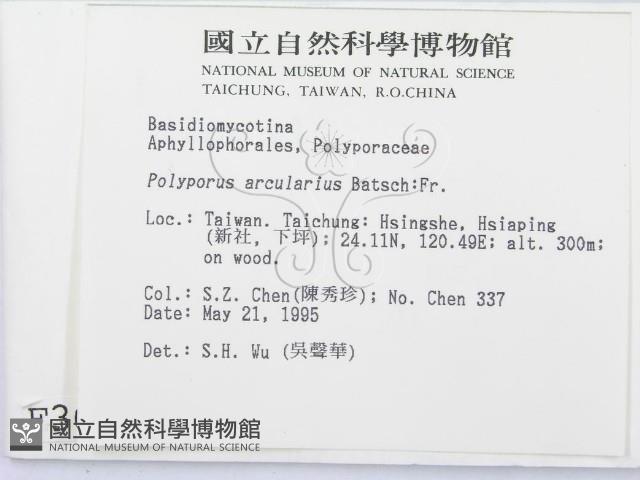 國立自然科學博物館
NATIONAL MUSEUM OF NATURAL SCIENCE
TAICHUNG, TAIWAN, R.O.CHINA
Basidiomycotina
Aphyllophorales, Polyporaceae
Polyporus arcularius Batsch:Fr.
Loc.: Taiwan. Taichung: Hsingshe, Hsiaping
(新社, 下坪); 24.11N, 120.49E; alt. 300m;
on wood.
Col.: S.Z. Chen(陳秀珍); No. Chen 337
Date: May 21, 1995
Det.: S.H. Wu (吳聲華)
國立自然科學博物館
NATIONAL MUSEUM OF NATURAL SCIENCE